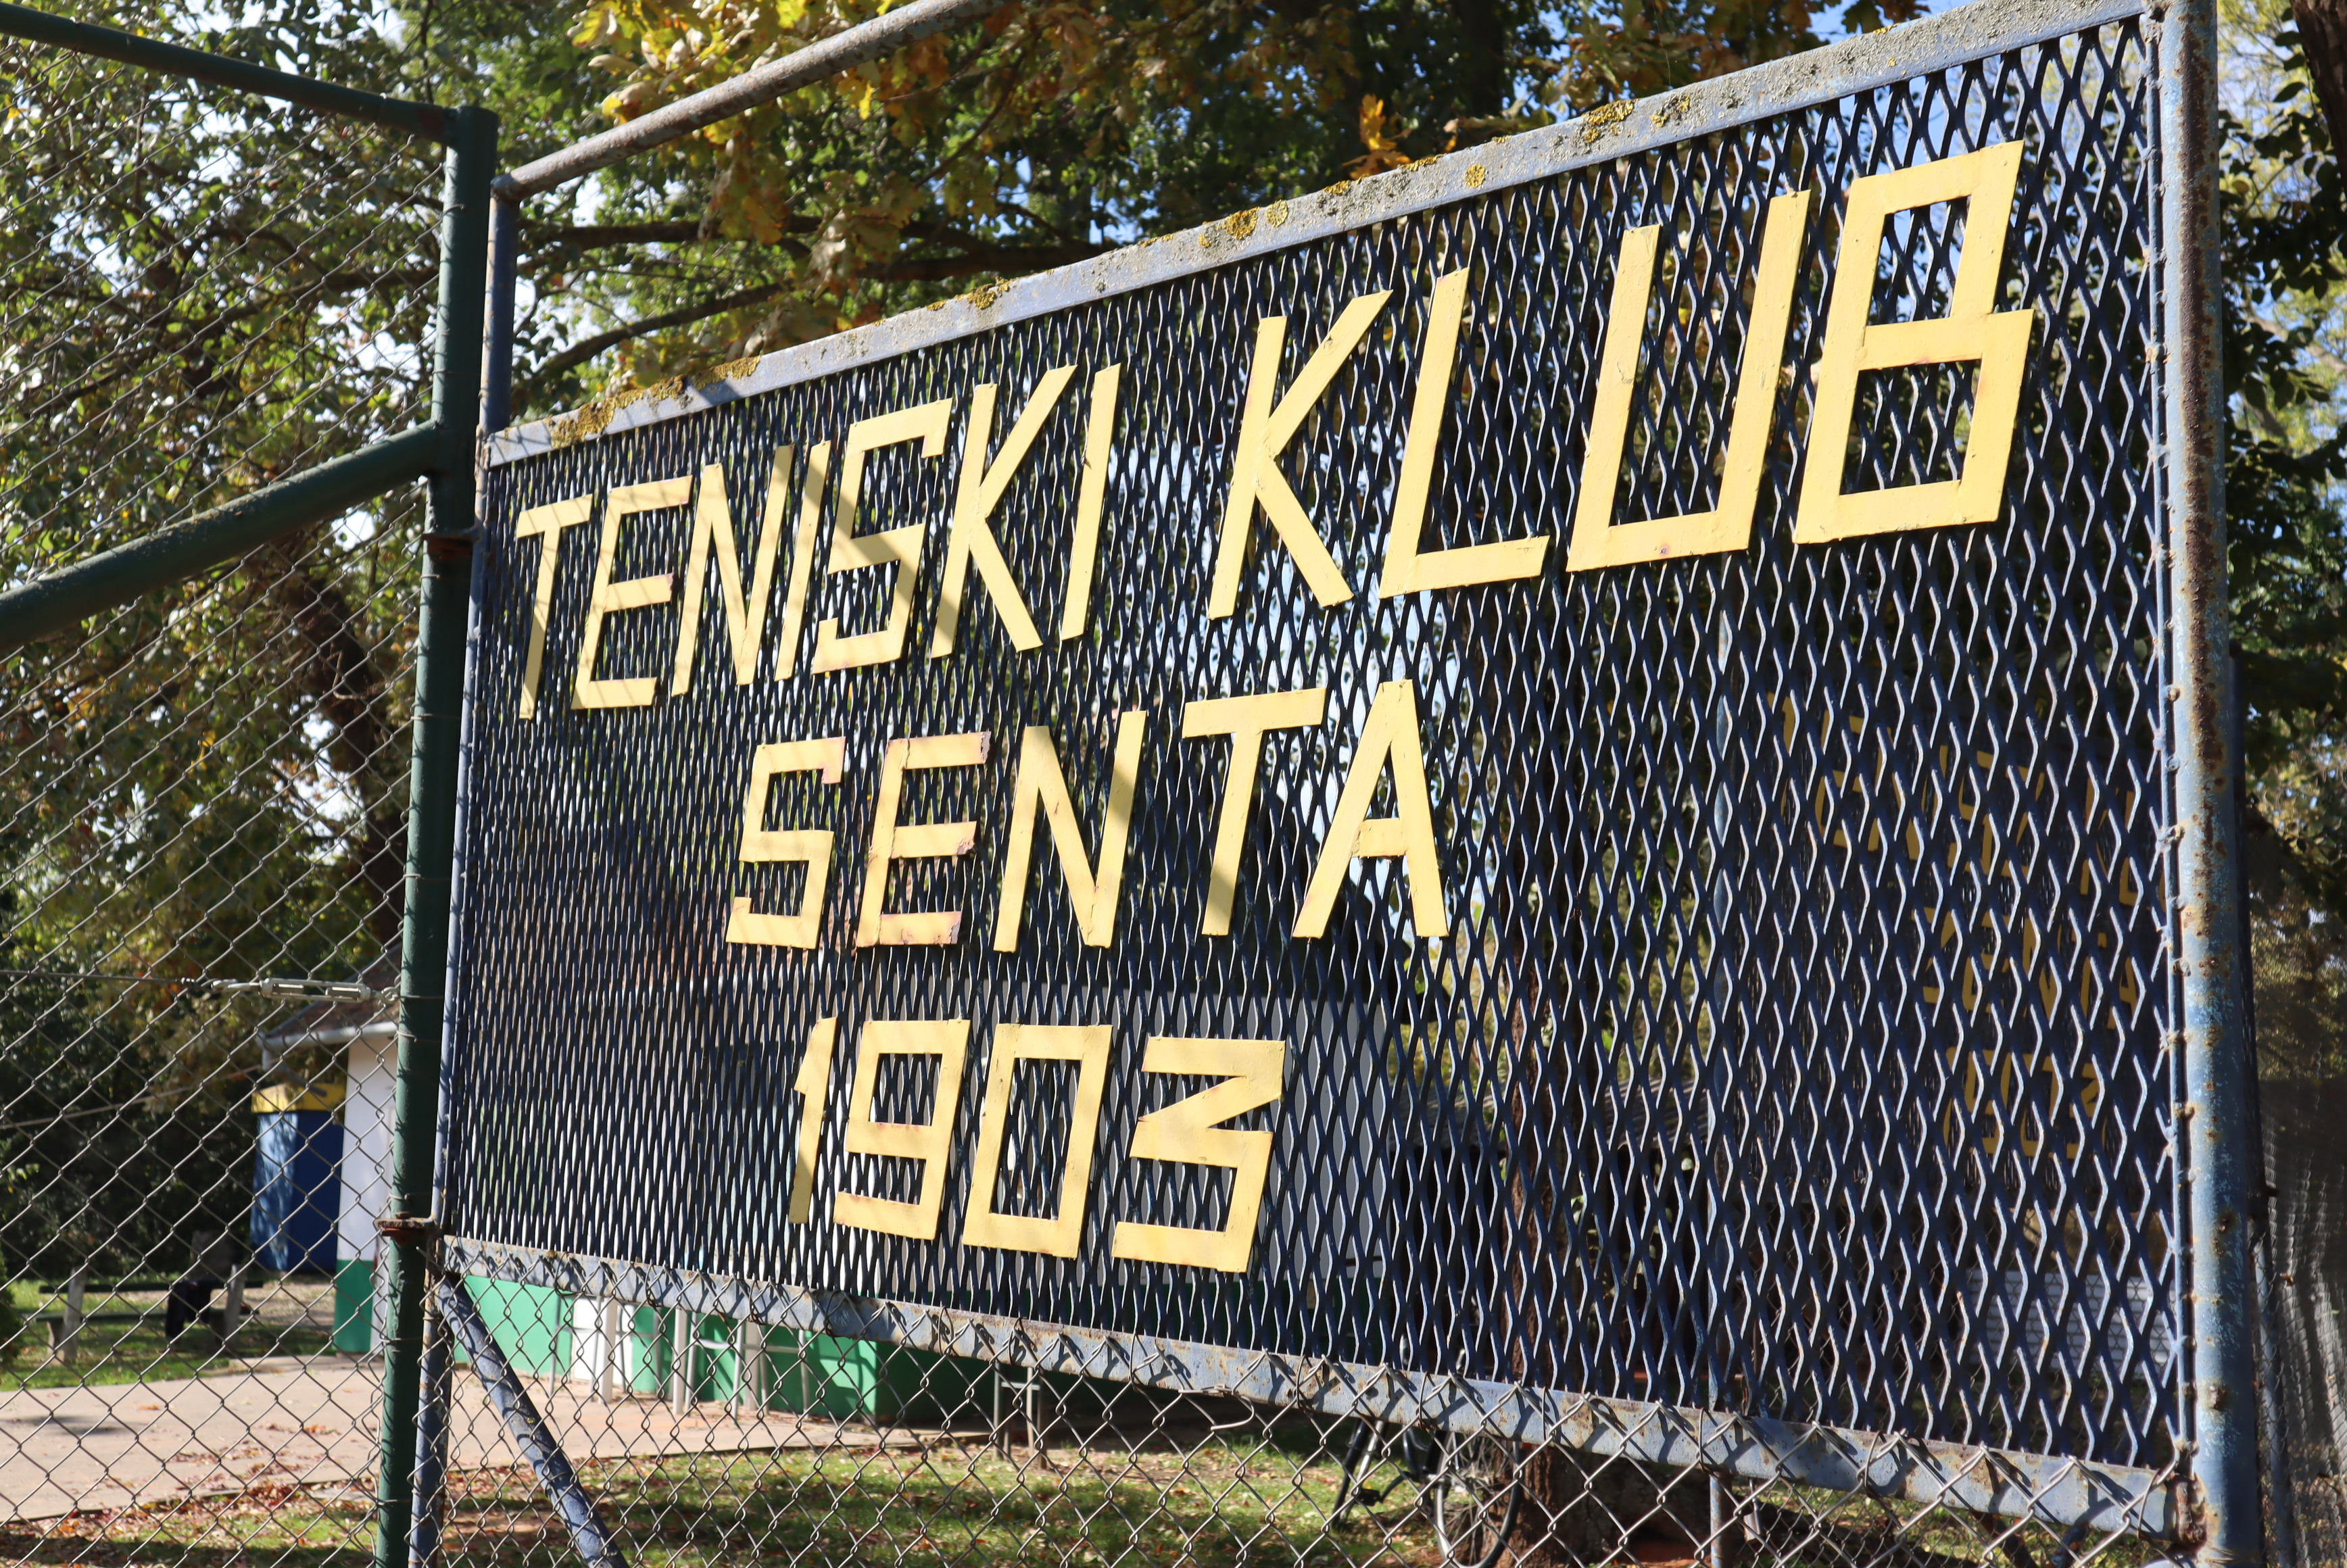 TENISKI KLUB
SENTA
1903